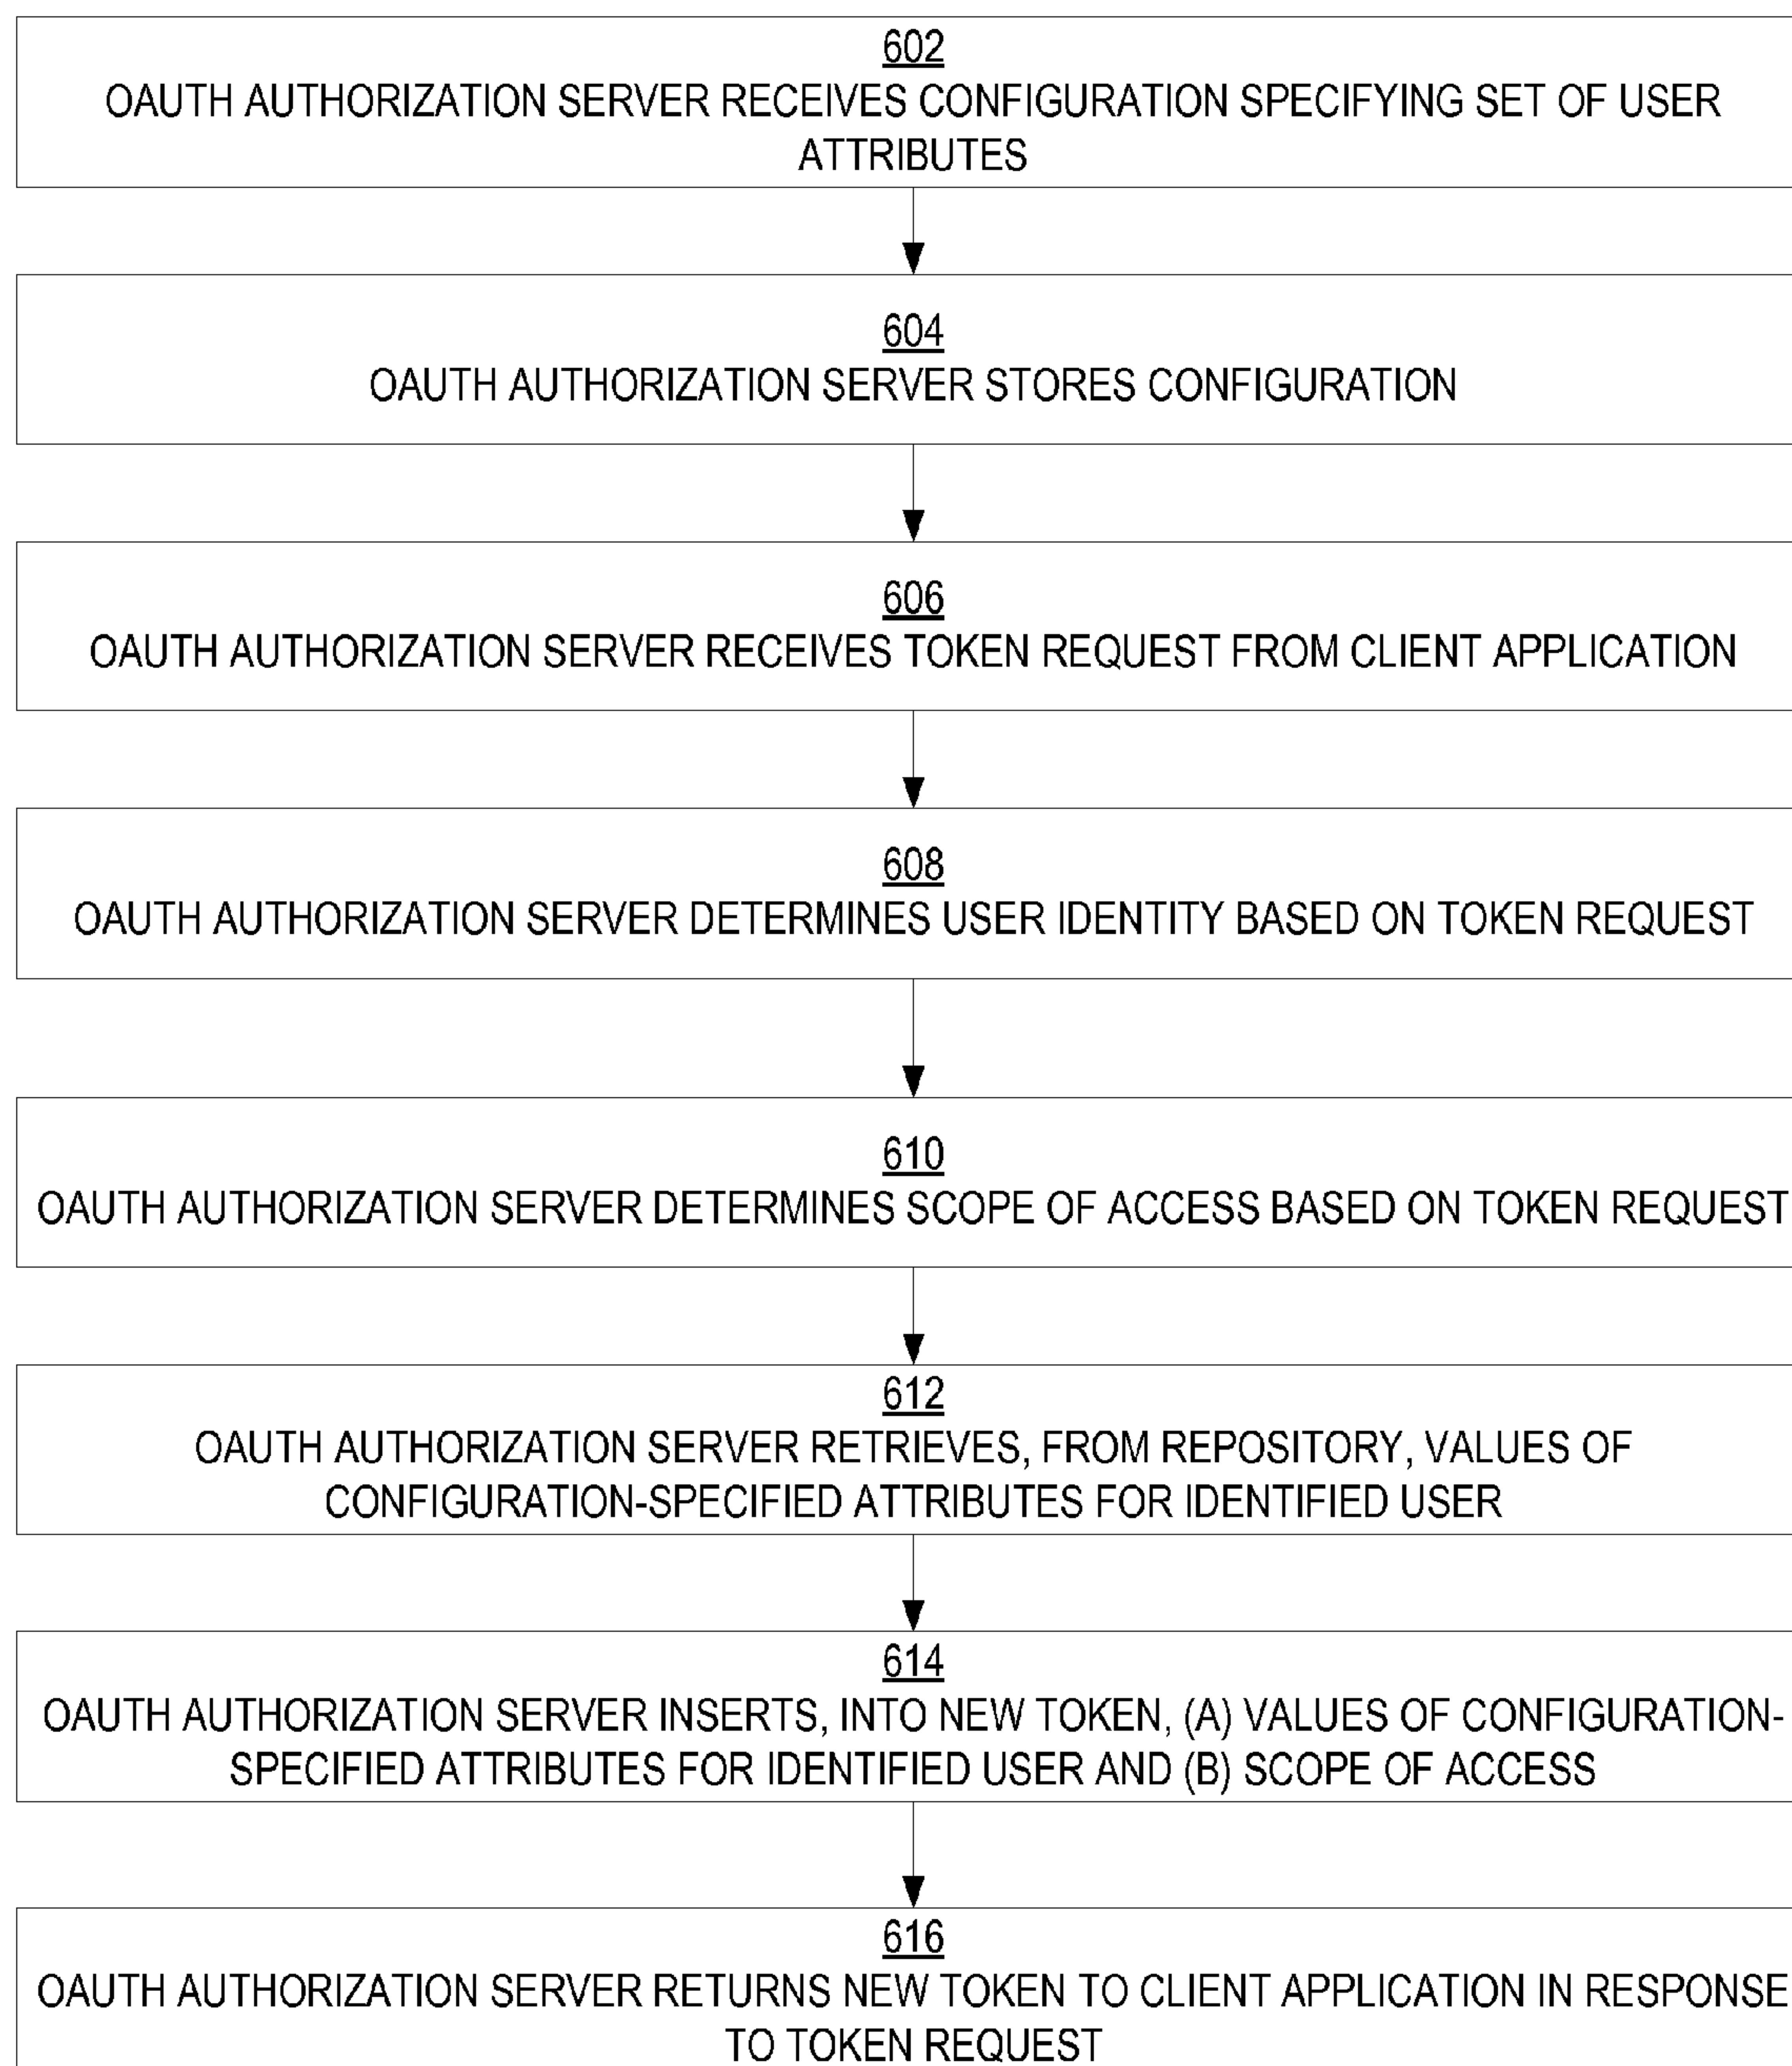 602
OAUTH AUTHORIZATION SERVER RECEIVES CONFIGURATION SPECIFYING SET OF USER
ATTRIBUTES
604
OAUTH AUTHORIZATION SERVER STORES CONFIGURATION
606
OAUTH AUTHORIZATION SERVER RECEIVES TOKEN REQUEST FROM CLIENT APPLICATION
608
OAUTH AUTHORIZATION SERVER DETERMINES USER IDENTITY BASED ON TOKEN REQUEST
610
OAUTH AUTHORIZATION SERVER DETERMINES SCOPE OF ACCESS BASED ON TOKEN REQUEST
612
OAUTH AUTHORIZATION SERVER RETRIEVES, FROM REPOSITORY, VALUES OF
CONFIGURATION-SPECIFIED ATTRIBUTES FOR IDENTIFIED USER
614
OAUTH AUTHORIZATION SERVER INSERTS, INTO NEW TOKEN, (A) VALUES OF CONFIGURATION-
SPECIFIED ATTRIBUTES FOR IDENTIFIED USER AND (B) SCOPE OF ACCESS
616
OAUTH AUTHORIZATION SERVER RETURNS NEW TOKEN TO CLIENT APPLICATION IN RESPONSE
TO TOKEN REQUEST